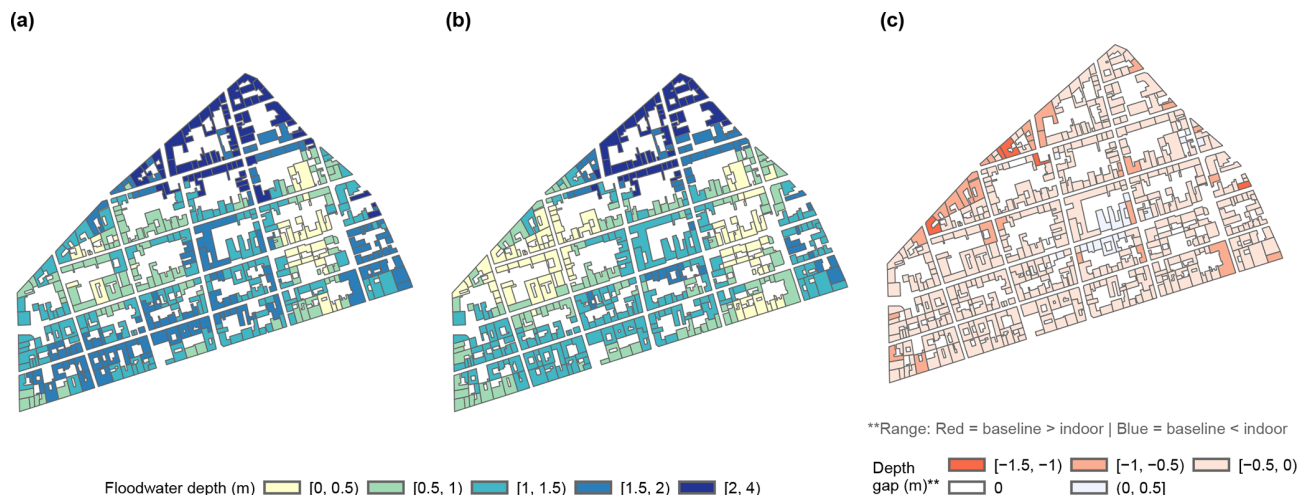 (a)
(b)
(c)
**Range: Red = baseline > indoor | Blue = baseline < indoor
Depth gap (m)**
[−1.5, −1)
[−1, −0.5)
[−0.5, 0)
0
(0, 0.5]
Floodwater depth (m)
[0, 0.5)
[0.5, 1)
[1, 1.5)
[1.5, 2)
[2, 4)